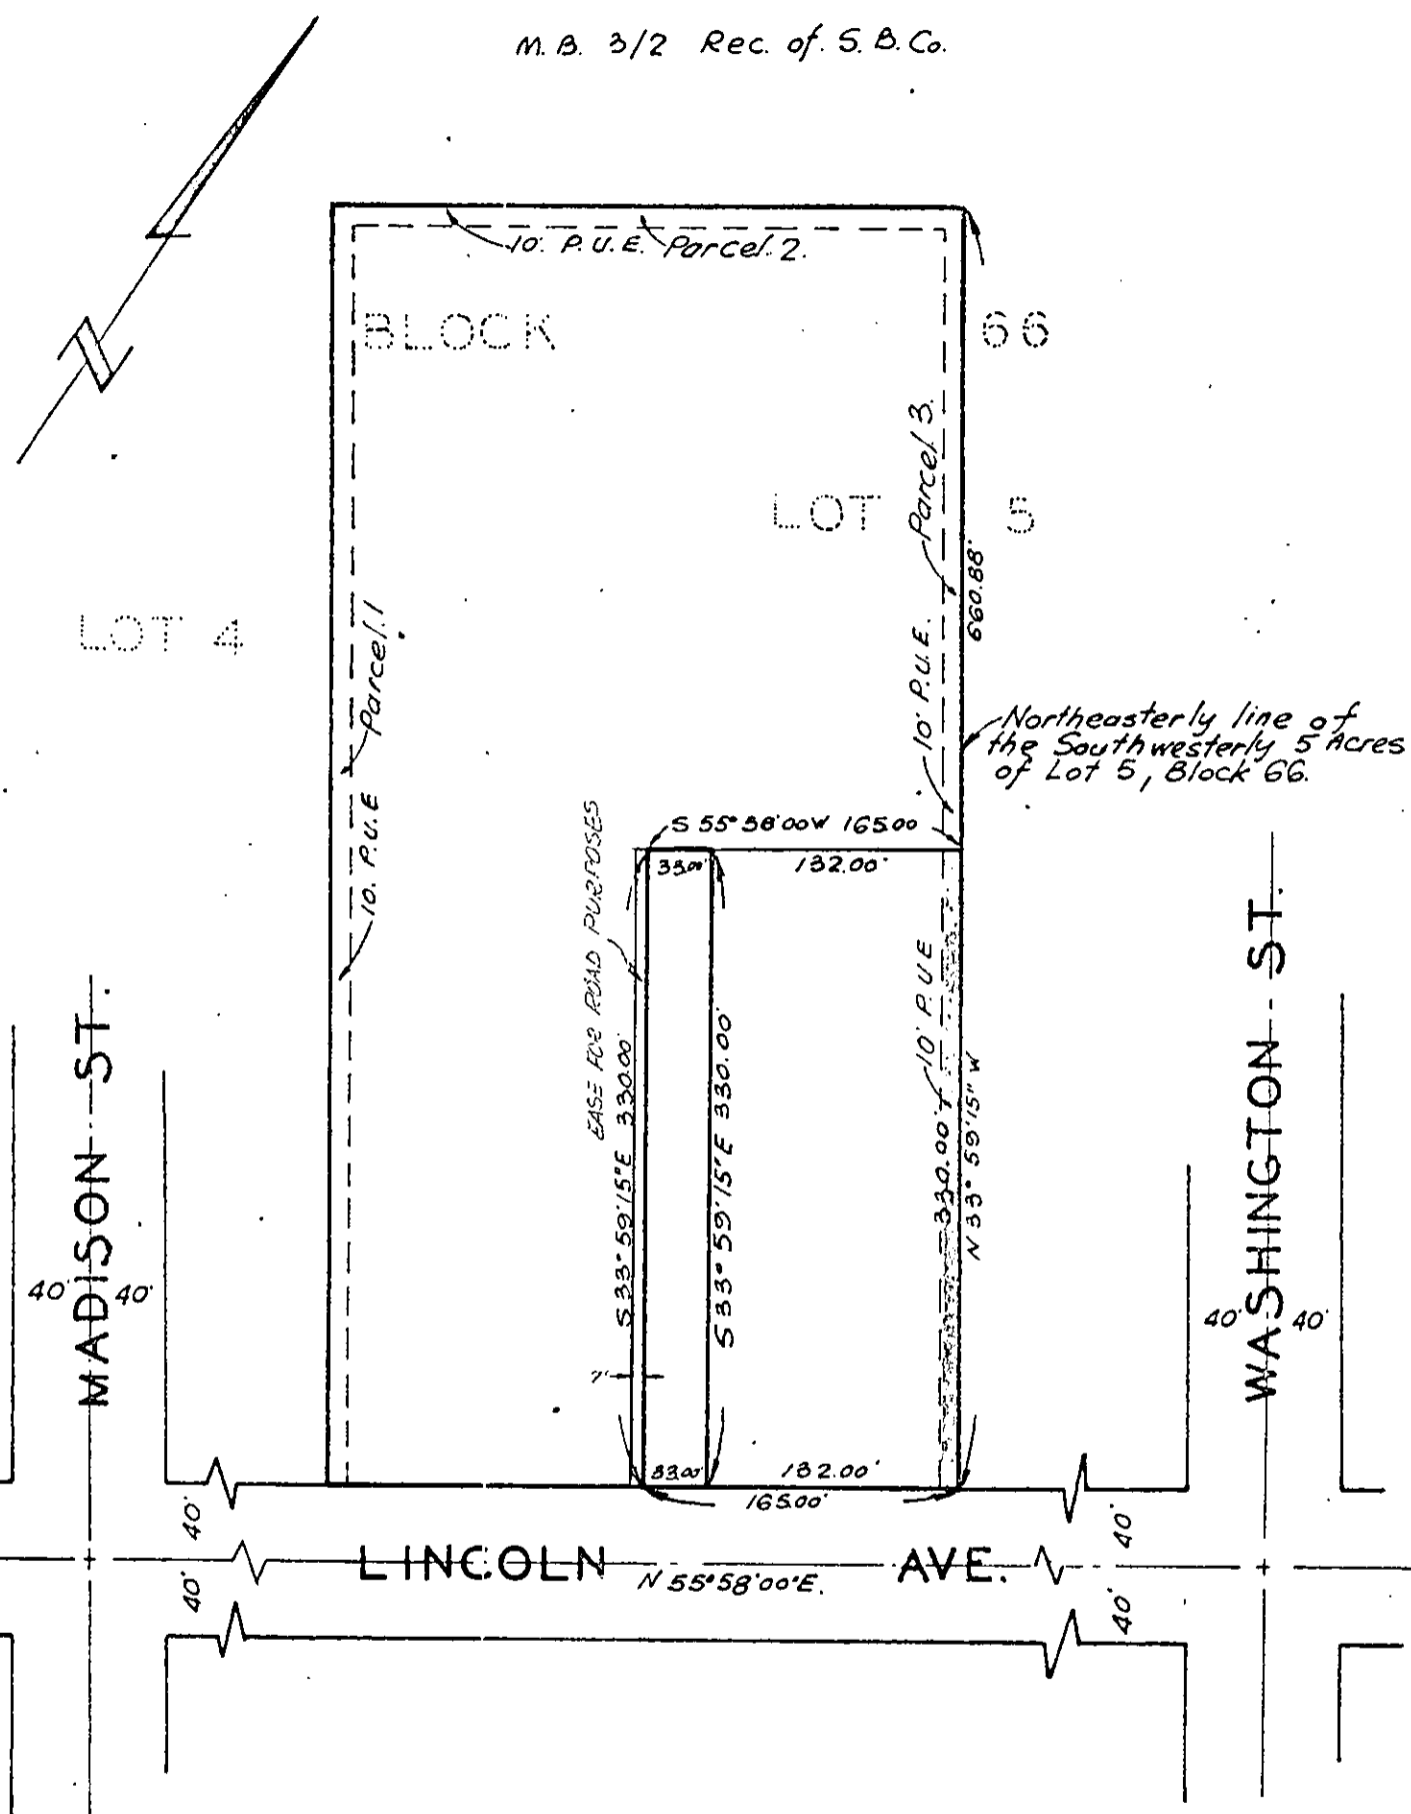 M.B. 3/2 Rec. of. S.B. Co.
10' P.U.E. Parcel 2.
BLOCK 66
LOT 5
Parcel 3.
10' P.U.E.
660.88'
LOT 4
Parcel 1
10. P.U.E
Northeasterly line of
the Southwesterly 5 Acres
of Lot 5, Block 66.
S 55° 58' 00 W 165.00
33.00'
132.00'
EASE FOR ROAD PURPOSES
S 33° 59' 15" E 330.00'
S 33° 59' 15" E 330.00'
10' P.U.E
330.00'
N 33° 59' 15" W
7'
MADISON ST.
40' 40'
WASHINGTON ST.
40' 40'
33.00'
132.00'
165.00'
40'
40'
LINCOLN AVE.
N 55° 58' 00" E.
40'
40'
N